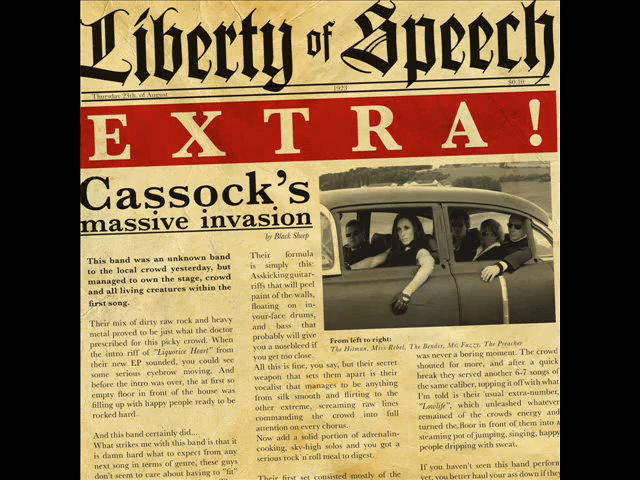 Liberty of Speech
Thursday 23th. of August
1923
$0.10
EXTRA!
Cassock's
massive invasion
by Black Sheep
This band was an unknown band
to the local crowd yesterday, but
managed to own the stage, crowd
and all living creatures within the
first song.
Their mix of dirty raw rock and heavy
metal proved to be just what the doctor
prescribed for this picky crowd. When
the intro riff of "Liquorice Heart" from
their new EP sounded, you could see
some serious eyebrow moving. And
before the intro was over, the at first so
empty floor in front of the house was
filling up with happy people ready to be
rocked hard.
And this band certainly did...
What strikes me with this band is that it
is damn hard what to expect from any
next song in terms of genre, these guys
don't seem to care about having to "fit"
Their formula
is simply this:
Asskicking guitar-
riffs that will peel
paint of the walls,
floating on in-
your-face drums,
and bass that
probably will give
you a nosebleed if
you get too close.
All this is fine, you say, but their secret
weapon that sets them apart is their
vocalist that manages to be anything
from silk smooth and flirting to the
other extreme, screaming raw lines
commanding the crowd into full
attention on every chorus.
Now add a solid portion of adrenalin-
cooking, sky-high solos and you got a
serious rock´n´roll meal to digest.
Their first set consisted mostly of the
From left to right:
The Hitman, Miss Rebel, The Bender, Mr. Fuzzy, The Preacher
was never a boring moment. The crowd
shouted for more, and after a quick
break they served another 6-7 songs of
the same caliber, topping it off with what
I'm told is their usual extra-number,
"Lowlife", which unleashed whatever
remained of the crowds energy and
turned the floor in front of them into a
steaming pot of jumping, singing, happy
people dripping with sweat.
If you haven't seen this band perform
yet, you better haul your ass down if they